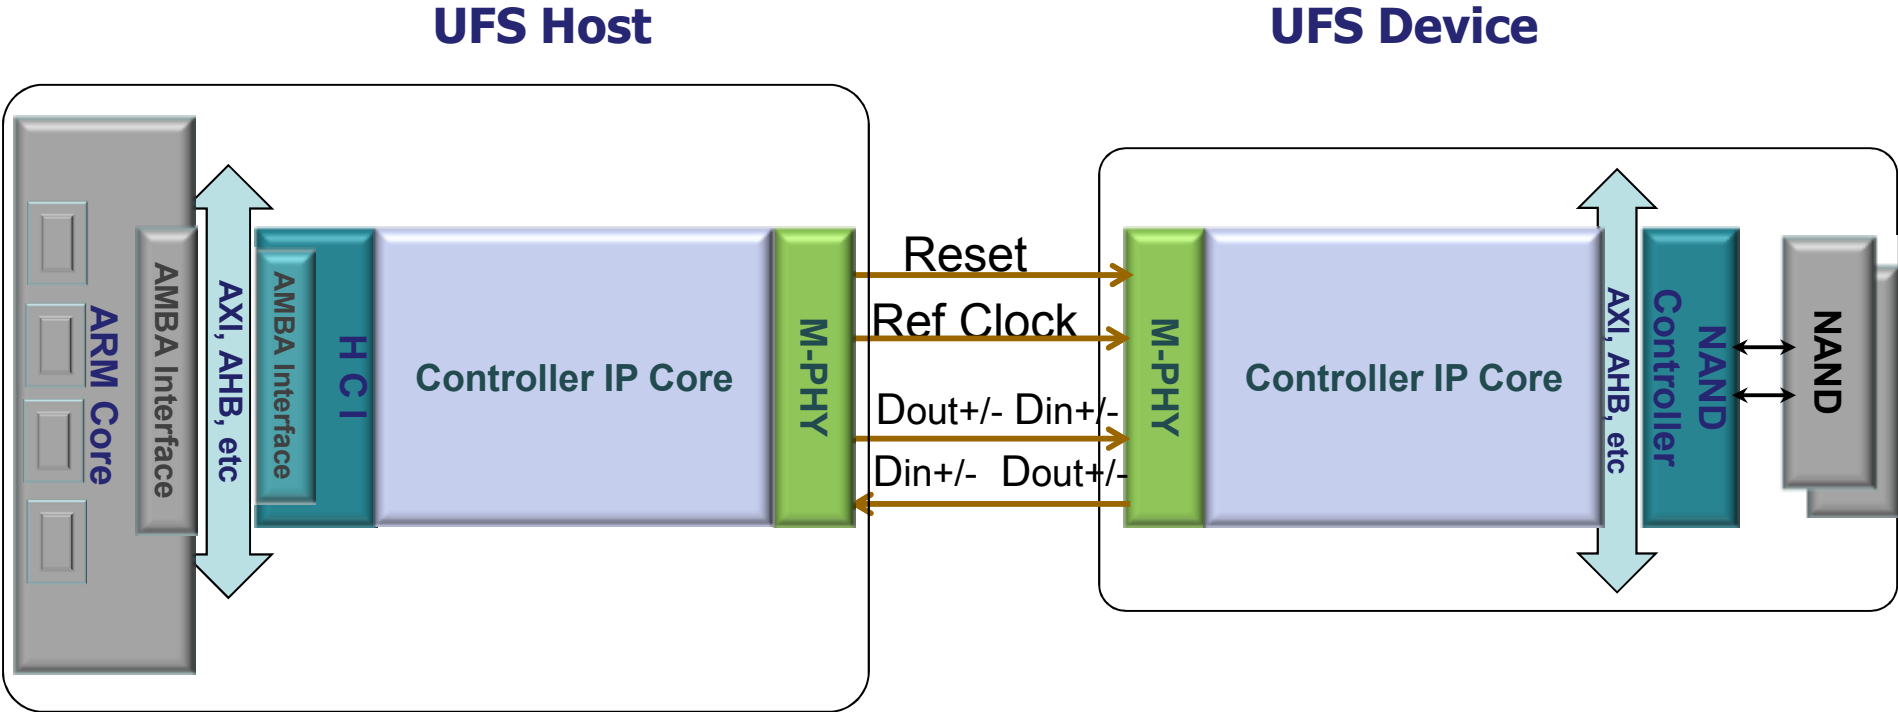 UFS Host
UFS Device
ARM Core
AMBA Interface
AXI, AHB, etc
AMBA Interface
H C I
Controller IP Core
M-PHY
Reset
Ref Clock
Dout+/- Din+/-
Din+/- Dout+/-
M-PHY
Controller IP Core
AXI, AHB, etc
NAND
Controller
NAND